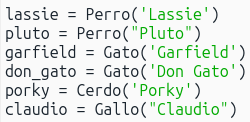 lassie = Perro('Lassie')
pluto = Perro("Pluto")
garfield = Gato('Garfield')
don_gato = Gato('Don Gato')
porky = Cerdo('Porky')
claudio = Gallo("Claudio")